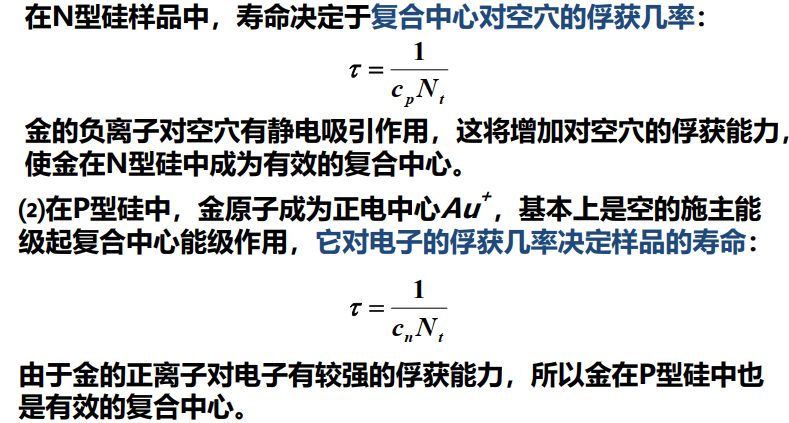 在N型硅样品中，寿命决定于复合中心对空穴的俘获几率：
τ = 1 / (c_p N_t)
金的负离子对空穴有静电吸引作用，这将增加对空穴的俘获能力，
使金在N型硅中成为有效的复合中心。
⑵在P型硅中，金原子成为正电中心Au⁺，基本上是空的施主能
级起复合中心能级作用，它对电子的俘获几率决定样品的寿命：
τ = 1 / (c_n N_t)
由于金的正离子对电子有较强的俘获能力，所以金在P型硅中也
是有效的复合中心。